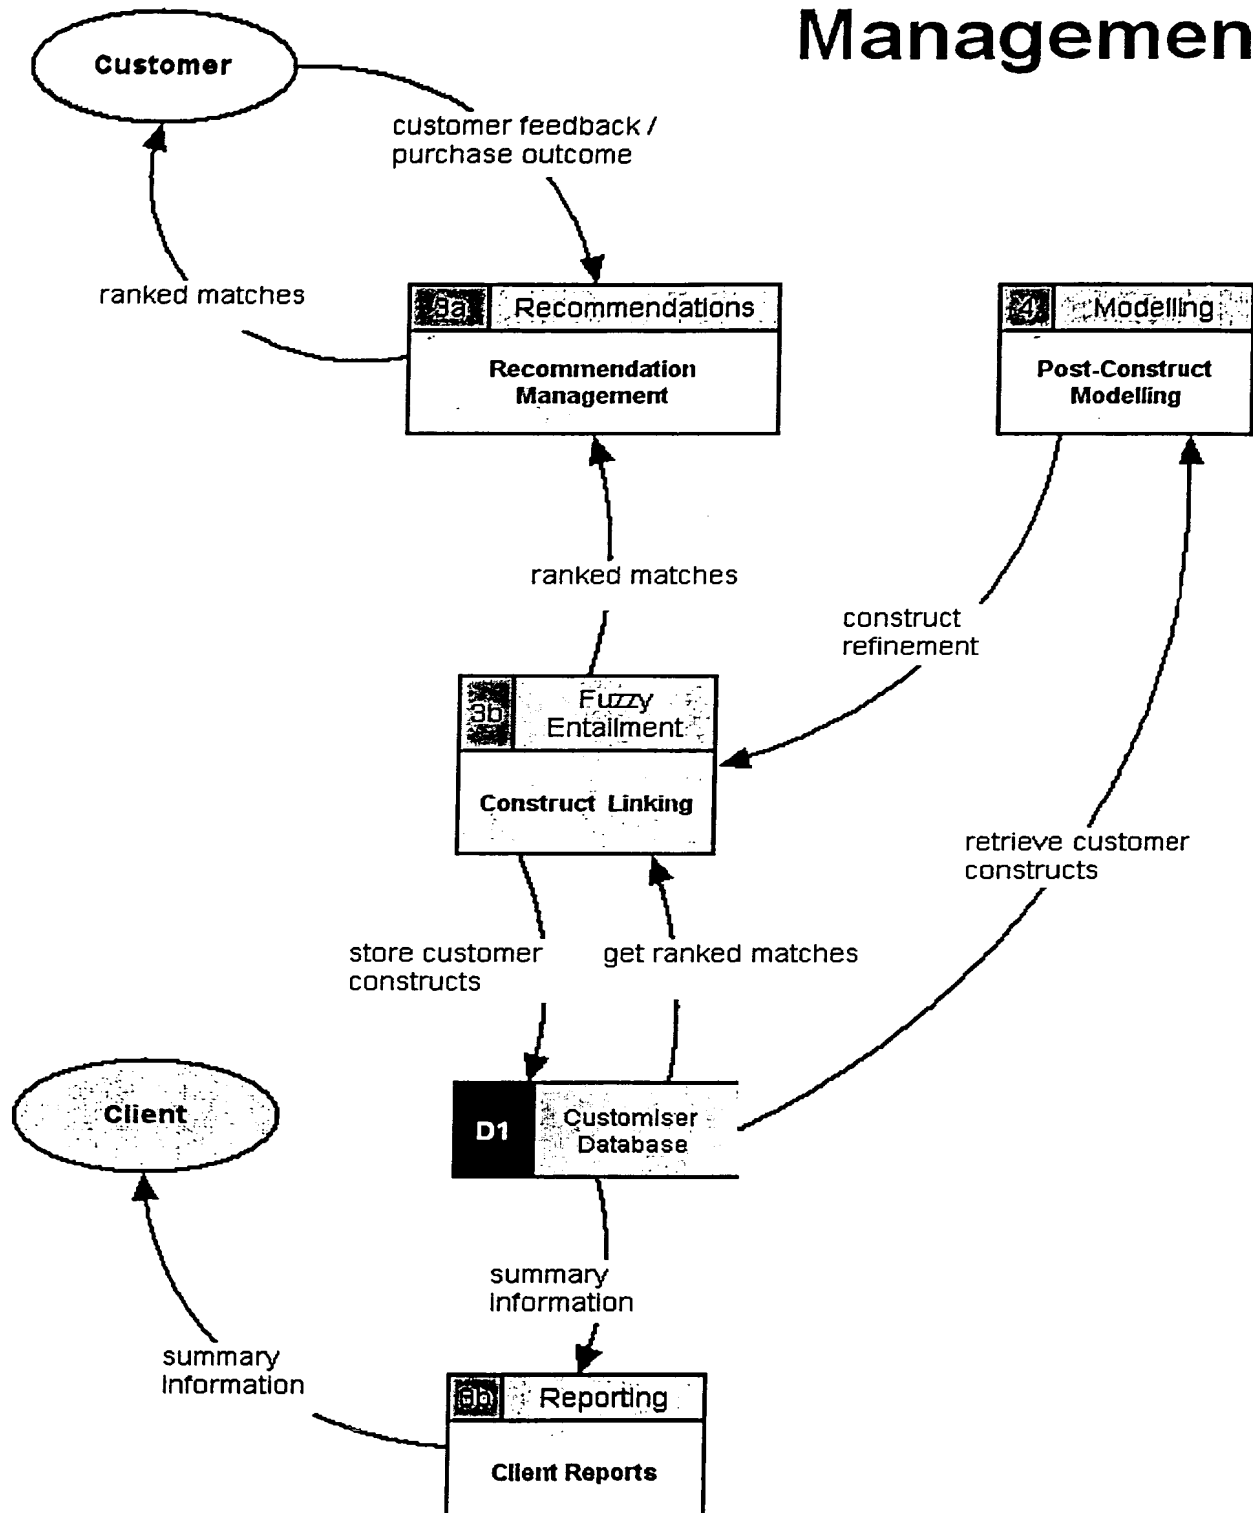 Managemen
Customer
customer feedback /
purchase outcome
ranked matches
3a Recommendations
Recommendation
Management
4 Modelling
Post-Construct
Modelling
ranked matches
construct
refinement
3b Fuzzy
Entailment
Construct Linking
retrieve customer
constructs
store customer
constructs
get ranked matches
Client
D1 Customiser
Database
summary
information
summary
information
Reporting
Client Reports